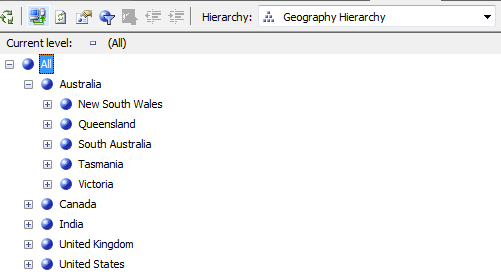 Hierarchy: Geography Hierarchy
Current level: (All)
All
Australia
New South Wales
Queensland
South Australia
Tasmania
Victoria
Canada
India
United Kingdom
United States